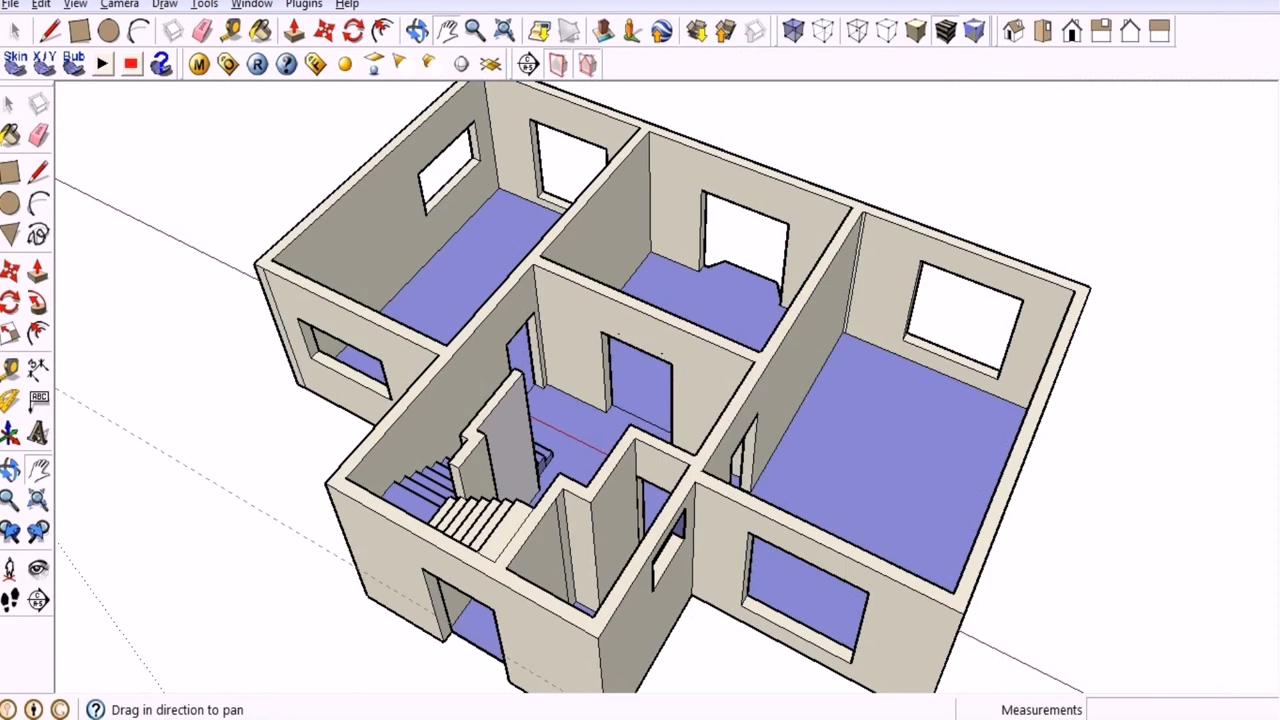 File Edit View Camera Draw Tools Window Plugins Help
Skin X/Y Bub
M O R ? L
ABC
Drag in direction to pan
Measurements